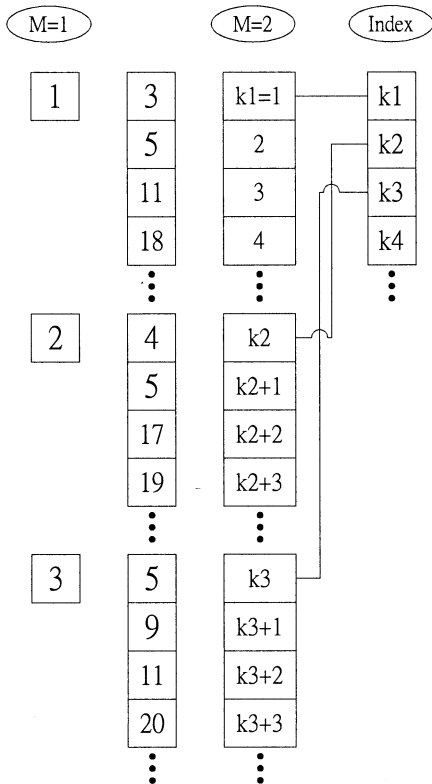 M=1 M=2 Index
1 3 k1=1 k1
5 2 k2
11 3 k3
18 4 k4
2 4 k2
5 k2+1
17 k2+2
19 k2+3
3 5 k3
9 k3+1
11 k3+2
20 k3+3